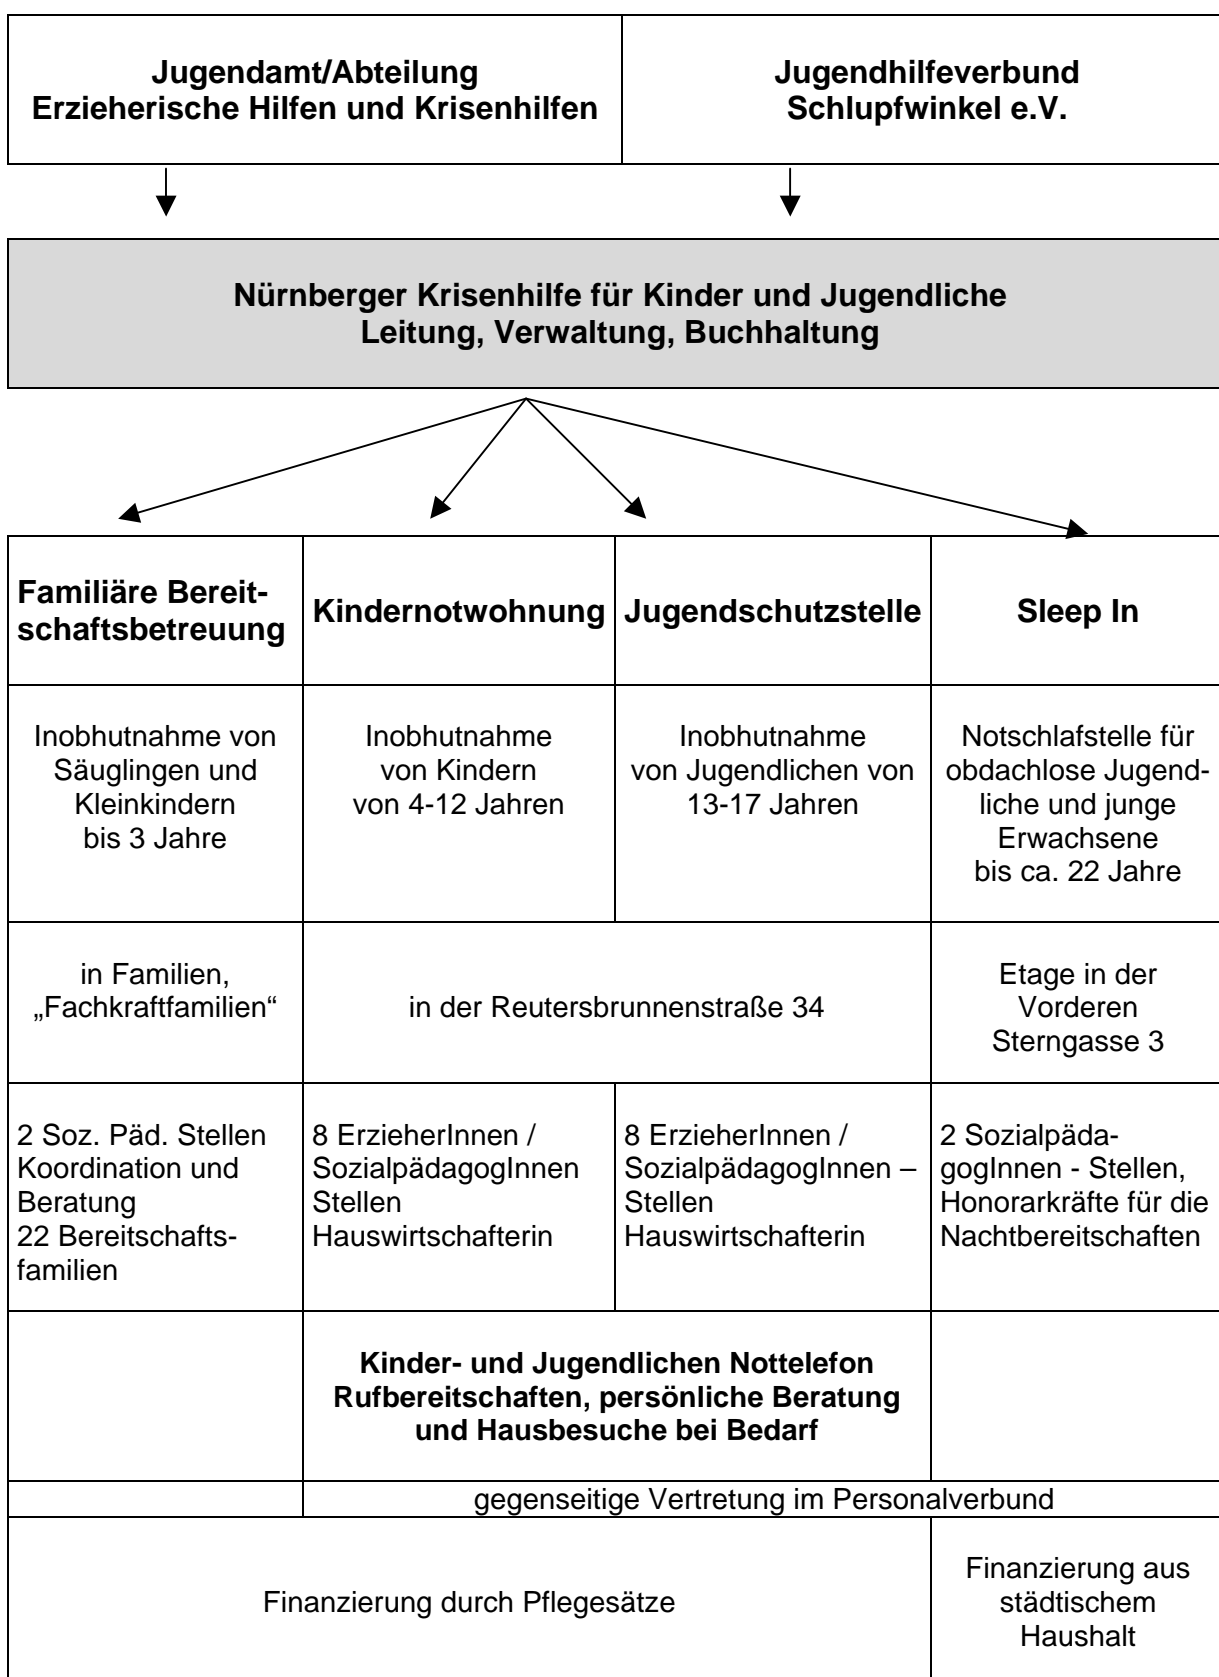 Jugendamt/Abteilung
Erzieherische Hilfen und Krisenhilfen
Jugendhilfeverbund
Schlupfwinkel e.V.
Nürnberger Krisenhilfe für Kinder und Jugendliche
Leitung, Verwaltung, Buchhaltung
Familiäre Bereit-
schaftsbetreuung
Kindernotwohnung
Jugendschutzstelle
Sleep In
Inobhutnahme von
Säuglingen und
Kleinkindern
bis 3 Jahre
Inobhutnahme
von Kindern
von 4-12 Jahren
Inobhutnahme
von Jugendlichen von
13-17 Jahren
Notschlafstelle für
obdachlose Jugend-
liche und junge
Erwachsene
bis ca. 22 Jahre
in Familien,
„Fachkraftfamilien“
in der Reutersbrunnenstraße 34
Etage in der
Vorderen
Sterngasse 3
2 Soz. Päd. Stellen
Koordination und
Beratung
22 Bereitschafts-
familien
8 ErzieherInnen /
SozialpädagogInnen
Stellen
Hauswirtschafterin
8 ErzieherInnen /
SozialpädagogInnen –
Stellen
Hauswirtschafterin
2 Sozialpäda-
gogInnen - Stellen,
Honorarkräfte für die
Nachtbereitschaften
Kinder- und Jugendlichen Nottelefon
Rufbereitschaften, persönliche Beratung
und Hausbesuche bei Bedarf
gegenseitige Vertretung im Personalverbund
Finanzierung durch Pflegesätze
Finanzierung aus
städtischem
Haushalt